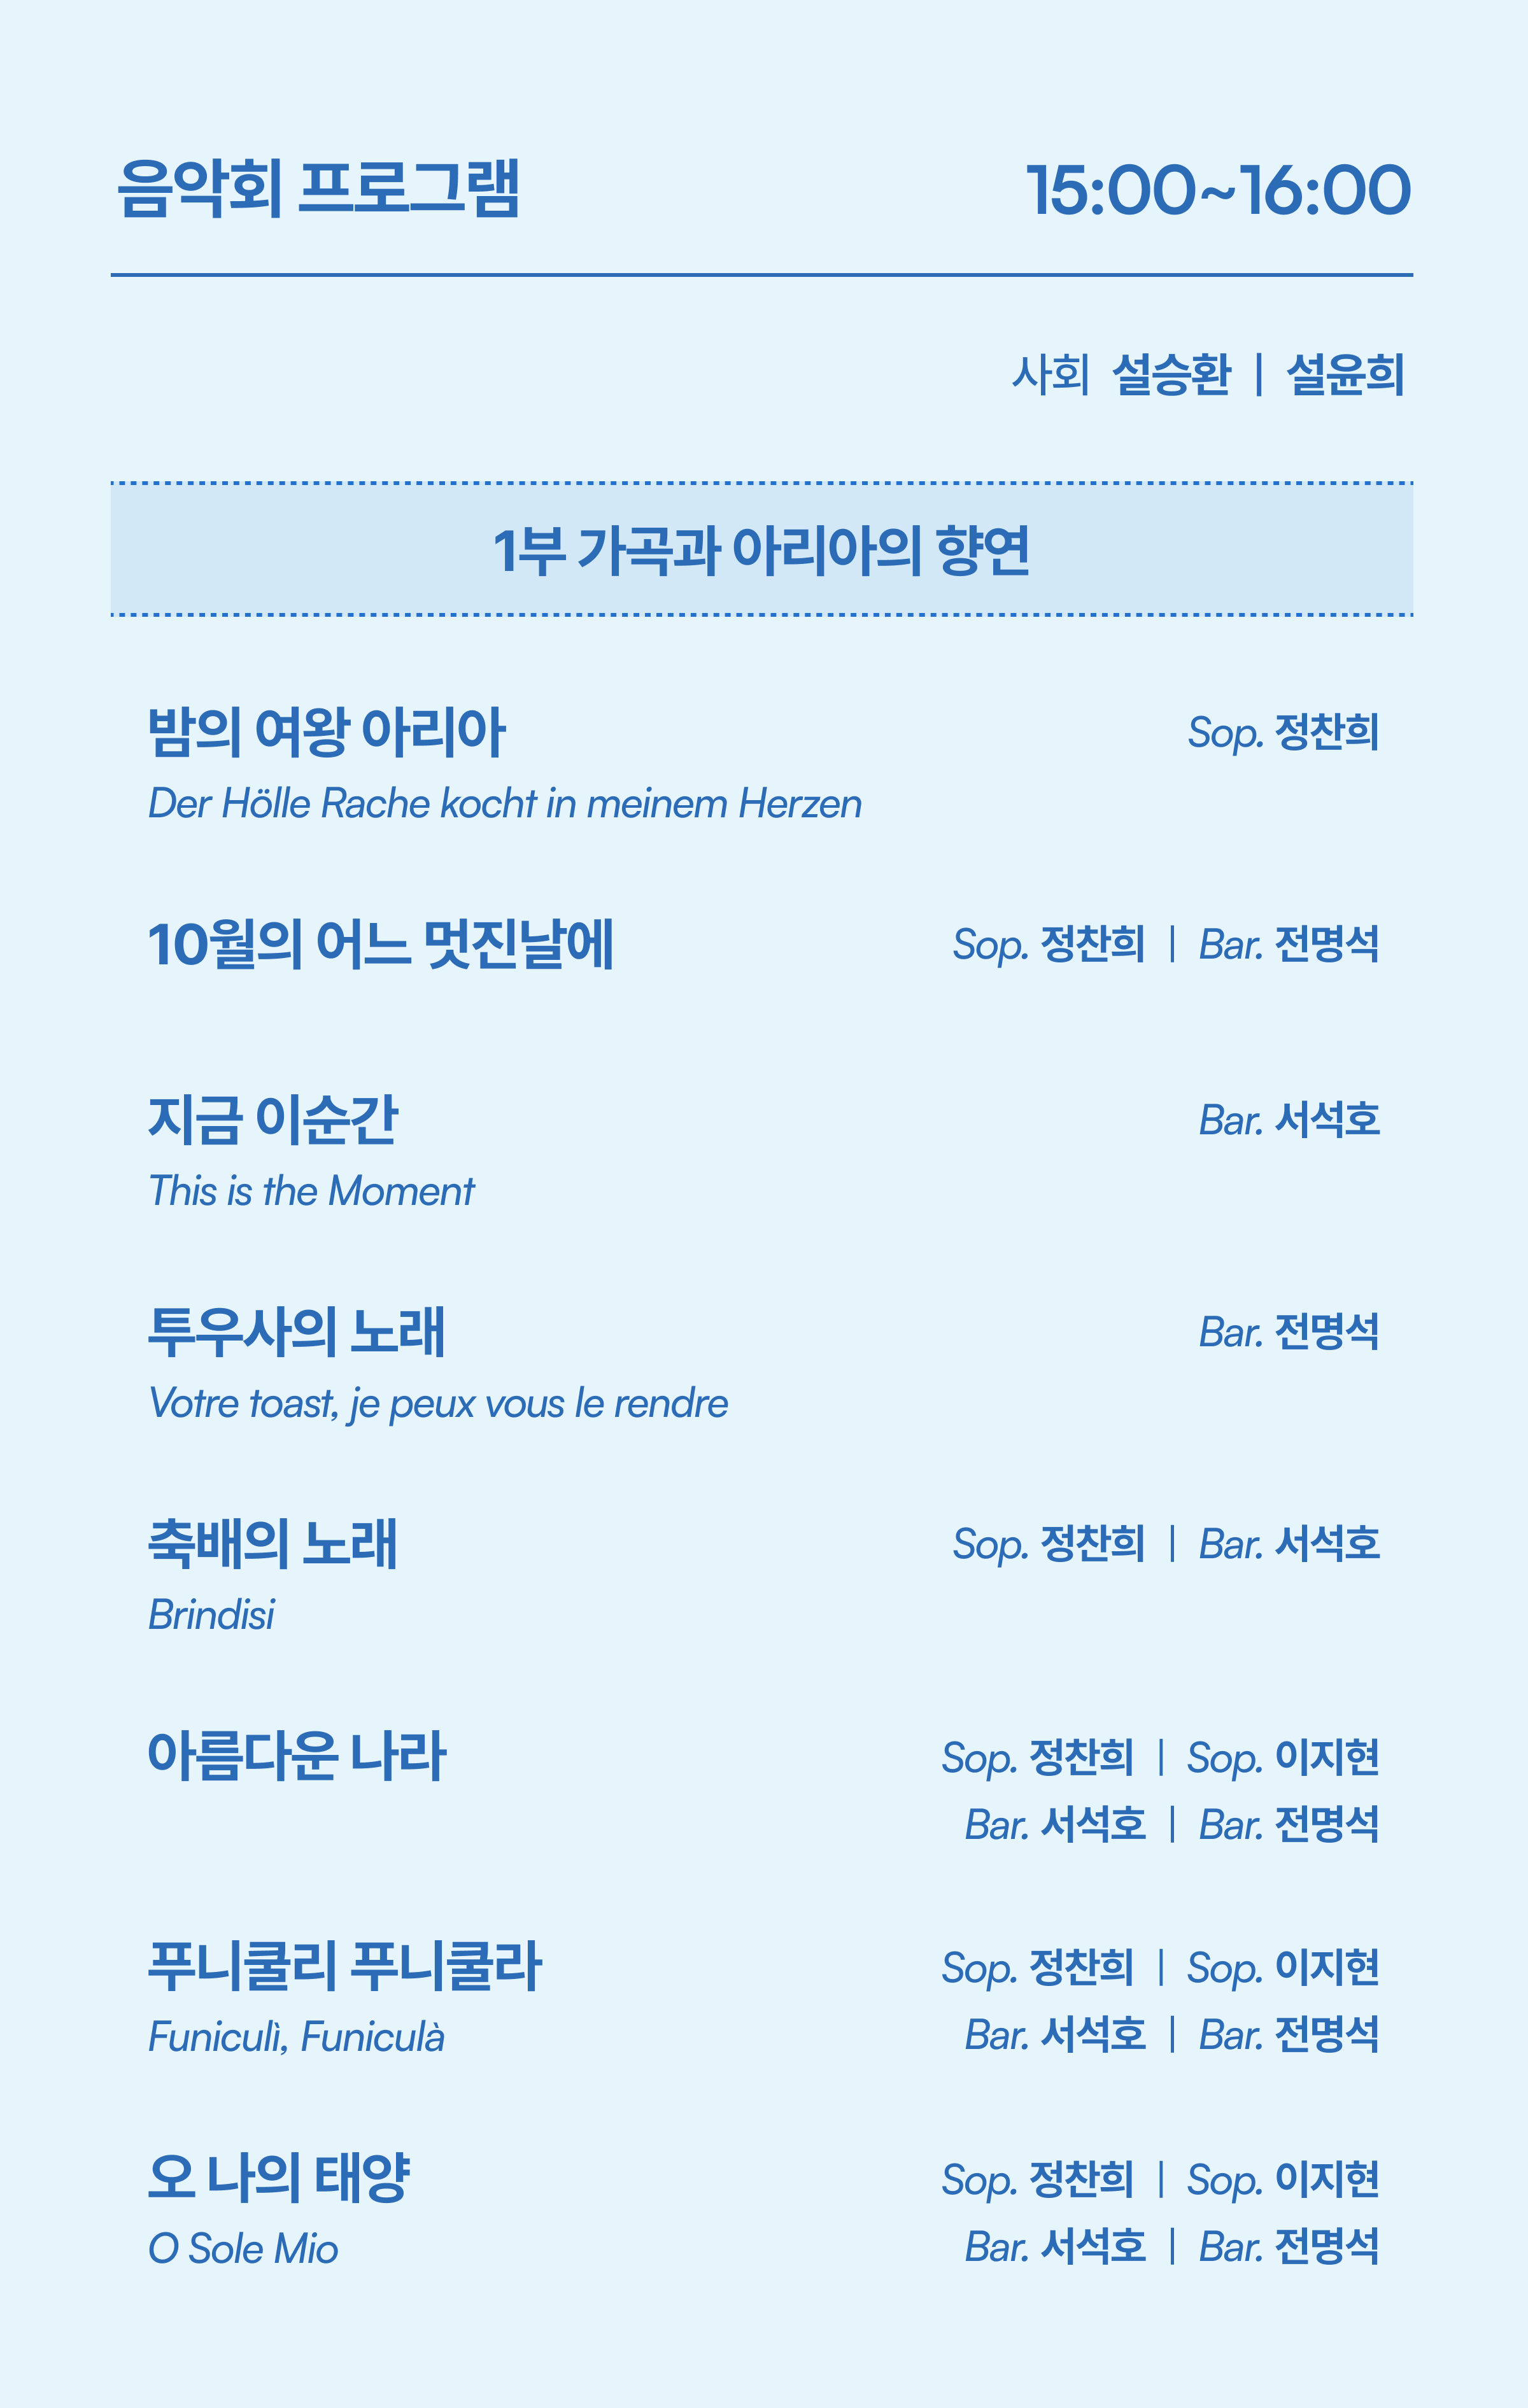 음악회 프로그램 15:00~16:00
사회 설승환 | 설윤희
1부 가곡과 아리아의 향연
밤의 여왕 아리아 Sop. 정찬희
Der Hölle Rache kocht in meinem Herzen
10월의 어느 멋진날에 Sop. 정찬희 | Bar. 전명석
지금 이순간 Bar. 서석호
This is the Moment
투우사의 노래 Bar. 전명석
Votre toast, je peux vous le rendre
축배의 노래 Sop. 정찬희 | Bar. 서석호
Brindisi
아름다운 나라 Sop. 정찬희 | Sop. 이지현
Bar. 서석호 | Bar. 전명석
푸니쿨리 푸니쿨라 Sop. 정찬희 | Sop. 이지현
Funiculì, Funiculà Bar. 서석호 | Bar. 전명석
오 나의 태양 Sop. 정찬희 | Sop. 이지현
O Sole Mio Bar. 서석호 | Bar. 전명석